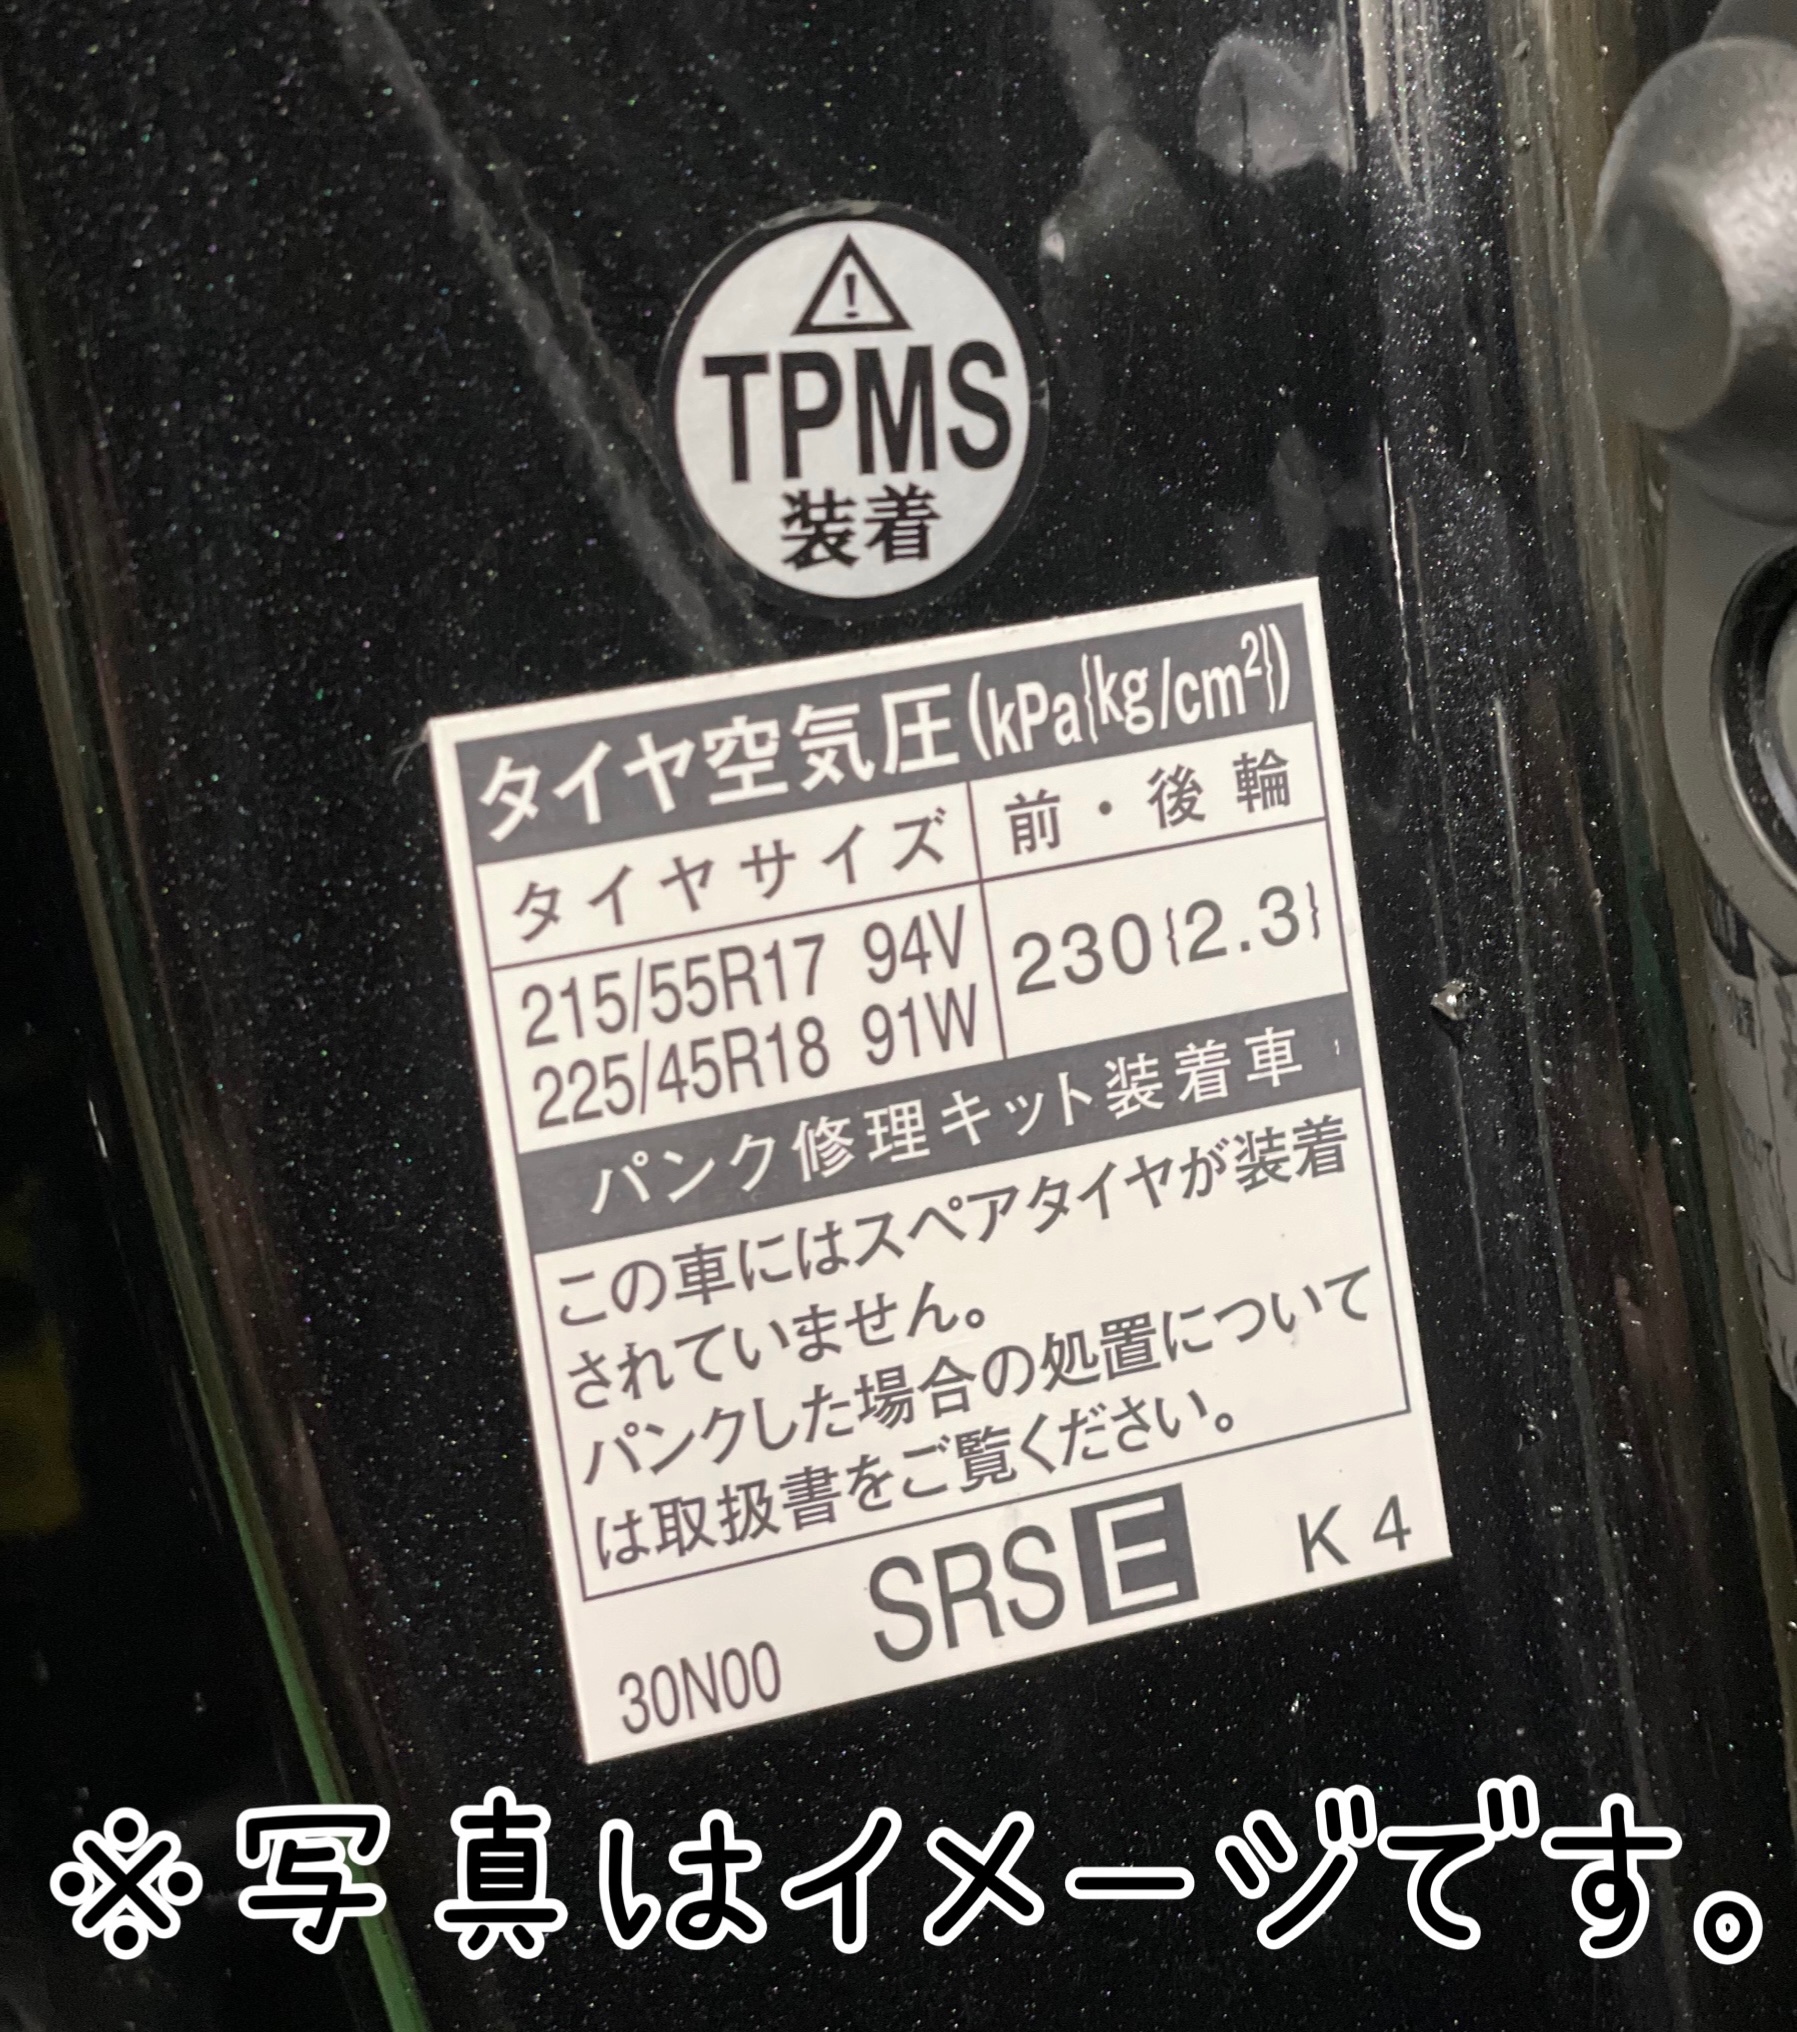 TPMS
装着
タイヤ空気圧(kPa{kg/cm²})
タイヤサイズ 前・後輪
215/55R17 94V 230{2.3}
225/45R18 91W
パンク修理キット装着車
この車にはスペアタイヤが装着
されていません。
パンクした場合の処置について
は取扱書をご覧ください。
30N00 SRS E K4
※写真はイメージです。